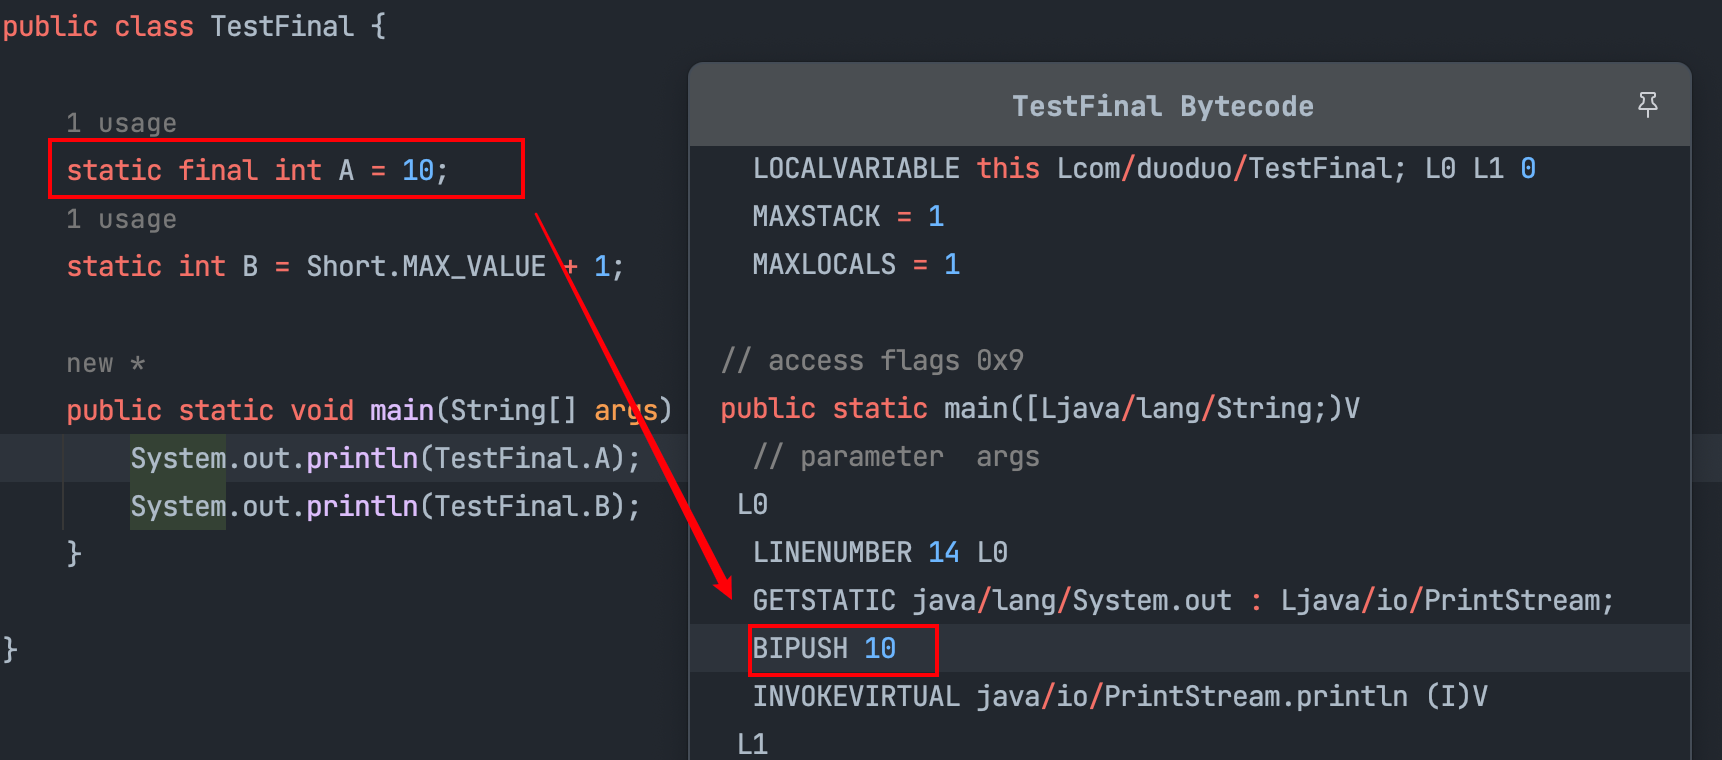 public class TestFinal {
1 usage
static final int A = 10;
1 usage
static int B = Short.MAX_VALUE + 1;
new *
public static void main(String[] args)
System.out.println(TestFinal.A);
System.out.println(TestFinal.B);
}
}
TestFinal Bytecode
LOCALVARIABLE this Lcom/duoduo/TestFinal; L0 L1 0
MAXSTACK = 1
MAXLOCALS = 1
// access flags 0x9
public static main([Ljava/lang/String;)V
// parameter  args
L0
LINENUMBER 14 L0
GETSTATIC java/lang/System.out : Ljava/io/PrintStream;
BIPUSH 10
INVOKEVIRTUAL java/io/PrintStream.println (I)V
L1